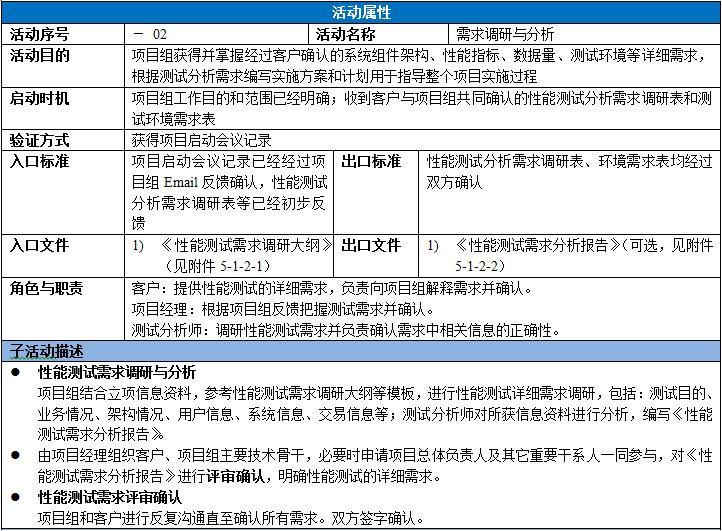 活动属性
活动序号 － 02 活动名称 需求调研与分析
活动目的 项目组获得并掌握经过客户确认的系统组件架构、性能指标、数据量、测试环境等详细需求，
根据测试分析需求编写实施方案和计划用于指导整个项目实施过程
启动时机 项目组工作目的和范围已经明确；收到客户与项目组共同确认的性能测试分析需求调研表和测
试环境需求表
验证方式 获得项目启动会议记录
入口标准 项目启动会议记录已经经过项
目组 Email 反馈确认，性能测试
分析需求调研表等已经初步反
馈
出口标准 性能测试分析需求调研表、环境需求表均经过
双方确认
入口文件 1) 《性能测试需求调研大纲》
（见附件 5-1-2-1）
出口文件 1) 《性能测试需求分析报告》（可选，见附件
5-1-2-2）
角色与职责 客户：提供性能测试的详细需求，负责向项目组解释需求并确认。
项目经理：根据项目组反馈把握测试需求并确认。
测试分析师：调研性能测试需求并负责确认需求中相关信息的正确性。
子活动描述
● 性能测试需求调研与分析
项目组结合立项信息资料，参考性能测试需求调研大纲等模板，进行性能测试详细需求调研，包括：测试目的、
业务情况、架构情况、用户信息、系统信息、交易信息等；测试分析师对所获信息资料进行分析，编写《性能
测试需求分析报告》。
● 由项目经理组织客户、项目组主要技术骨干，必要时申请项目总体负责人及其它重要干系人一同参与，对《性
能测试需求分析报告》进行评审确认，明确性能测试的详细需求。
● 性能测试需求评审确认
项目组和客户进行反复沟通直至确认所有需求。双方签字确认。